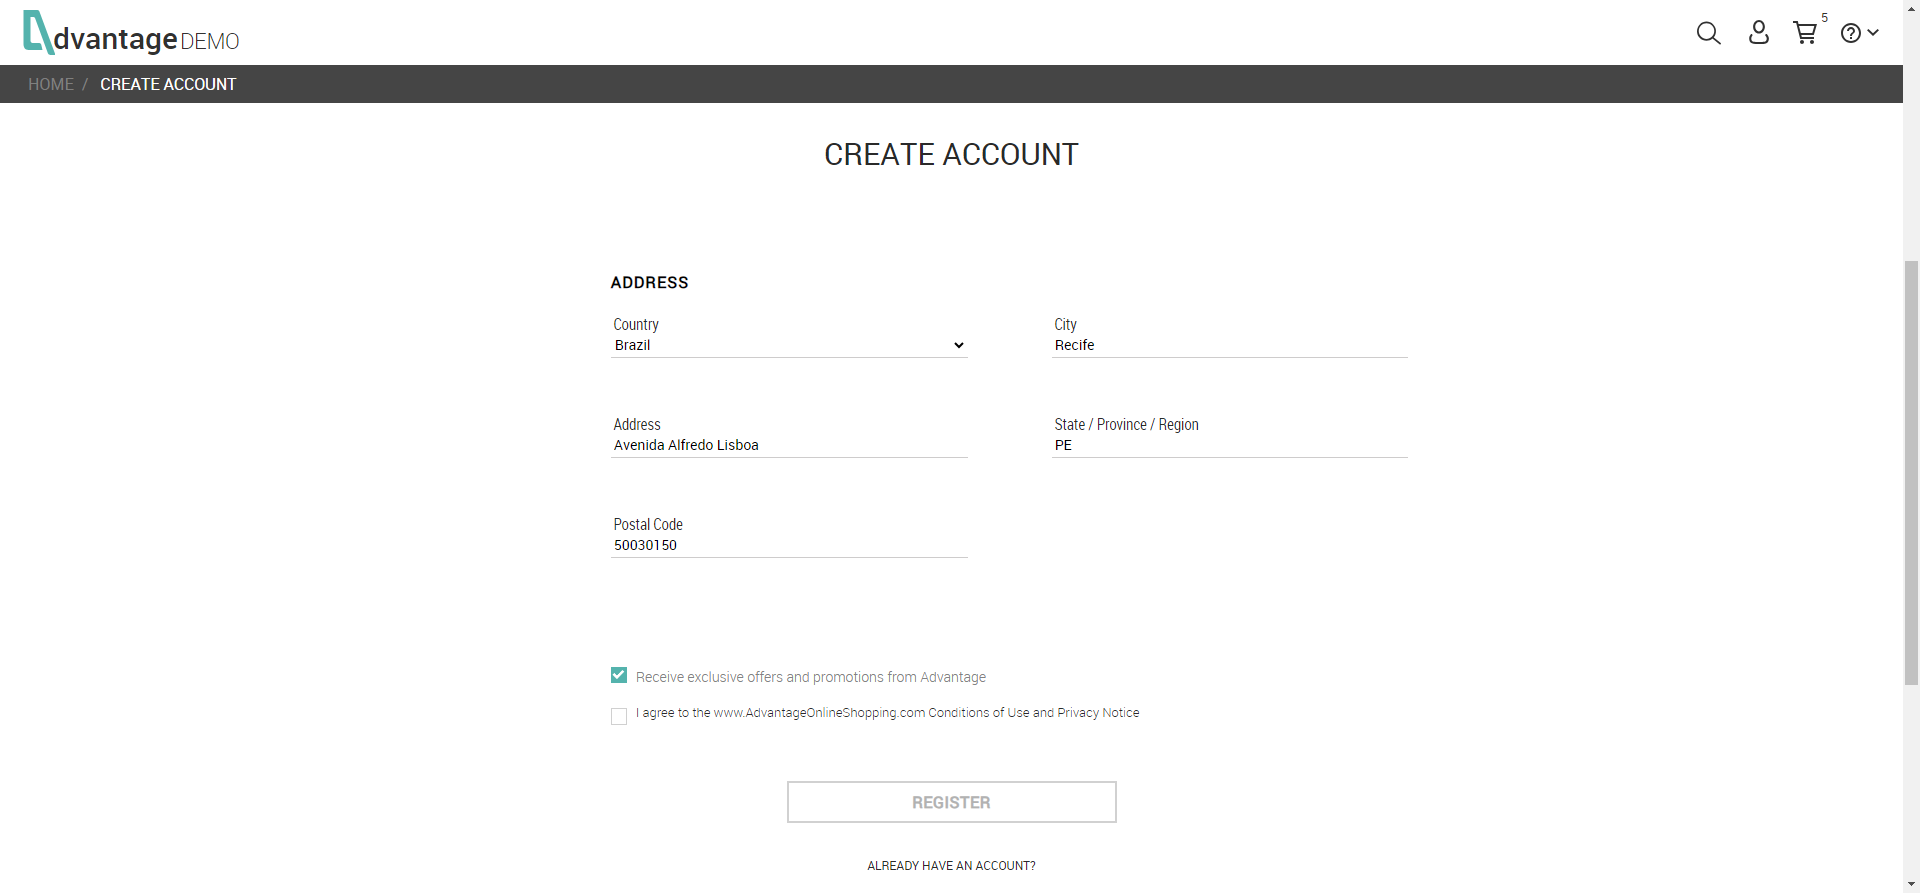 dvantage DEMO
5
HOME / CREATE ACCOUNT
CREATE ACCOUNT
ADDRESS
Country
City
Brazil
Recife
Address
State / Province / Region
Avenida Alfredo Lisboa
PE
Postal Code
50030150
Receive exclusive offers and promotions from Advantage
I agree to the www.AdvantageOnlineShopping.com Conditions of Use and Privacy Notice
REGISTER
ALREADY HAVE AN ACCOUNT?